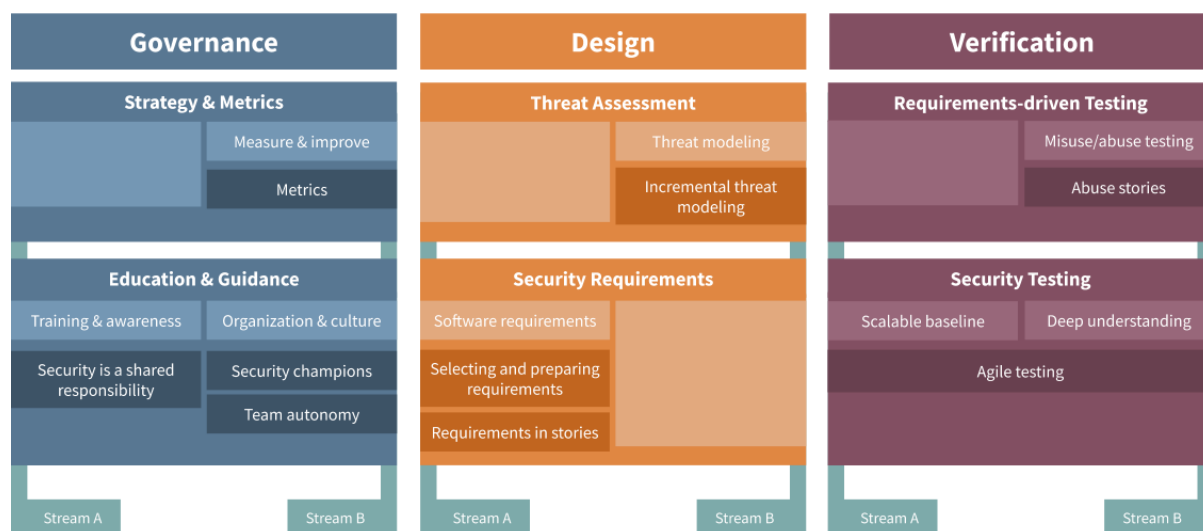 Governance
Strategy & Metrics
Measure & improve
Metrics
Education & Guidance
Training & awareness
Organization & culture
Security is a shared
responsibility
Security champions
Team autonomy
Stream A
Stream B
Design
Threat Assessment
Threat modeling
Incremental threat
modeling
Security Requirements
Software requirements
Selecting and preparing
requirements
Requirements in stories
Stream A
Stream B
Verification
Requirements-driven Testing
Misuse/abuse testing
Abuse stories
Security Testing
Scalable baseline
Deep understanding
Agile testing
Stream A
Stream B